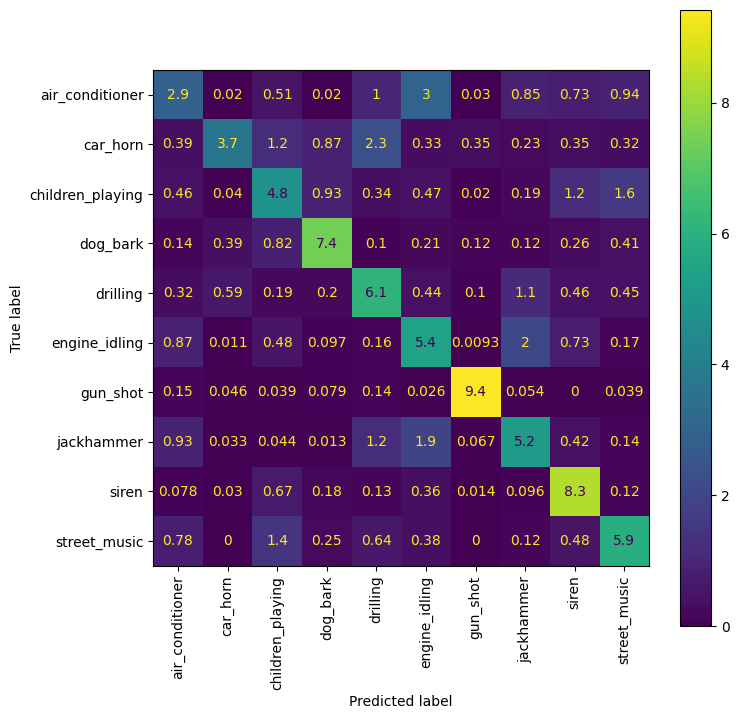 air_conditioner 2.9 0.02 0.51 0.02 1 3 0.03 0.85 0.73 0.94
car_horn 0.39 3.7 1.2 0.87 2.3 0.33 0.35 0.23 0.35 0.32
children_playing 0.46 0.04 4.8 0.93 0.34 0.47 0.02 0.19 1.2 1.6
dog_bark 0.14 0.39 0.82 7.4 0.1 0.21 0.12 0.12 0.26 0.41
drilling 0.32 0.59 0.19 0.2 6.1 0.44 0.1 1.1 0.46 0.45
engine_idling 0.87 0.011 0.48 0.097 0.16 5.4 0.0093 2 0.73 0.17
gun_shot 0.15 0.046 0.039 0.079 0.14 0.026 9.4 0.054 0 0.039
jackhammer 0.93 0.033 0.044 0.013 1.2 1.9 0.067 5.2 0.42 0.14
siren 0.078 0.03 0.67 0.18 0.13 0.36 0.014 0.096 8.3 0.12
street_music 0.78 0 1.4 0.25 0.64 0.38 0 0.12 0.48 5.9
True label
air_conditioner
car_horn
children_playing
dog_bark
drilling
engine_idling
gun_shot
jackhammer
siren
street_music
Predicted label
8
6
4
2
0